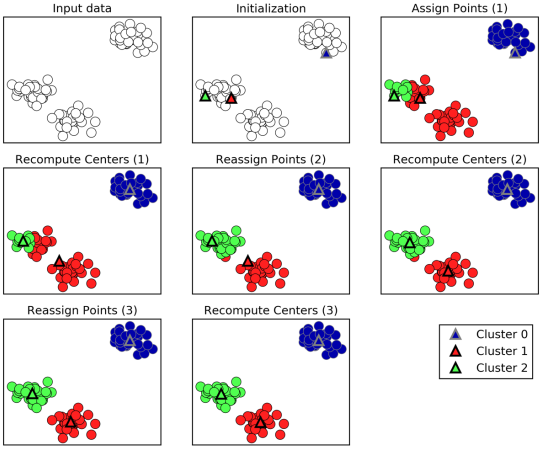 Input data
Initialization
Assign Points (1)
Recompute Centers (1)
Reassign Points (2)
Recompute Centers (2)
Reassign Points (3)
Recompute Centers (3)
Cluster 0
Cluster 1
Cluster 2